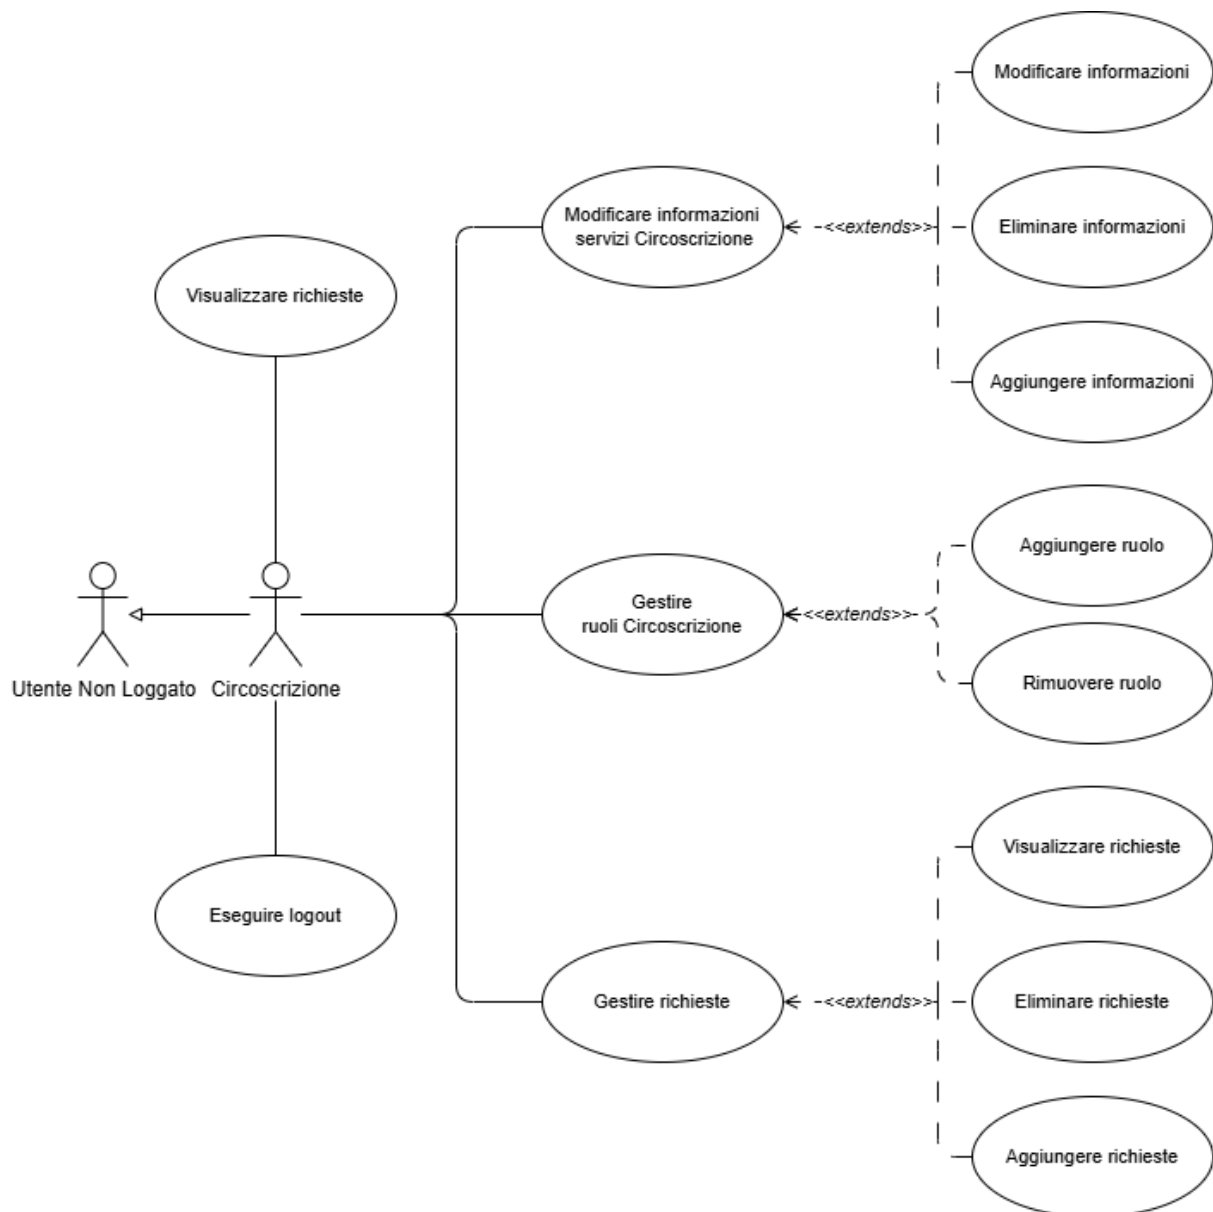 Modificare informazioni
Modificare informazioni
servizi Circoscrizione
<<extends>>
Eliminare informazioni
Visualizzare richieste
Aggiungere informazioni
Aggiungere ruolo
Gestire
ruoli Circoscrizione
<<extends>>
Utente Non Loggato
Circoscrizione
Rimuovere ruolo
Visualizzare richieste
Eseguire logout
Gestire richieste
<<extends>>
Eliminare richieste
Aggiungere richieste